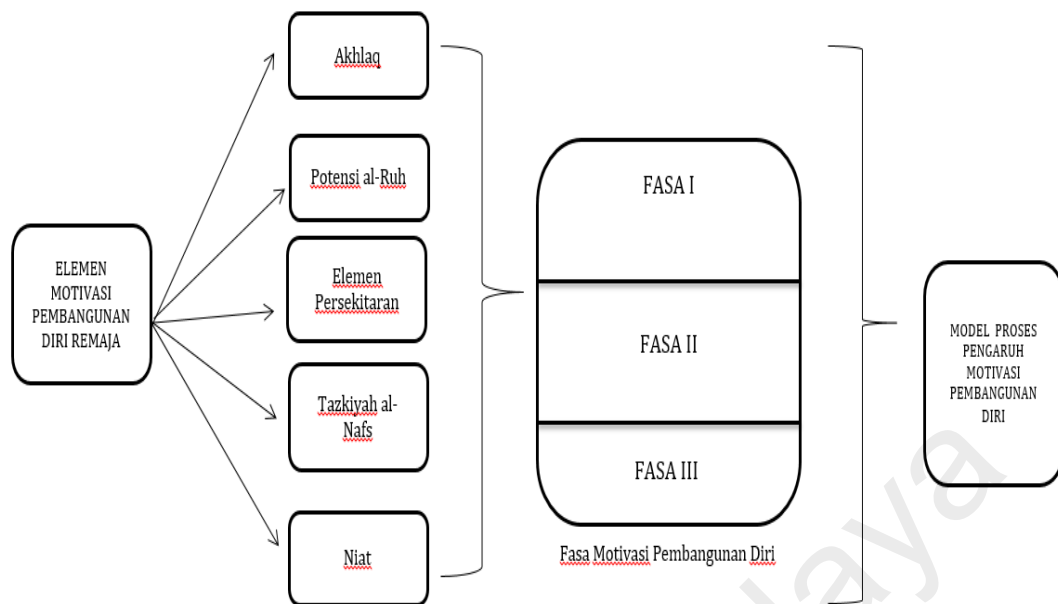 ELEMEN
MOTIVASI
PEMBANGUNAN
DIRI REMAJA
Akhlaq
Potensi al-Ruh
Elemen
Persekitaran
Tazkiyah al-
Nafs
Niat
FASA I
FASA II
FASA III
Fasa Motivasi Pembangunan Diri
MODEL PROSES
PENGARUH
MOTIVASI
PEMBANGUNAN
DIRI
laya